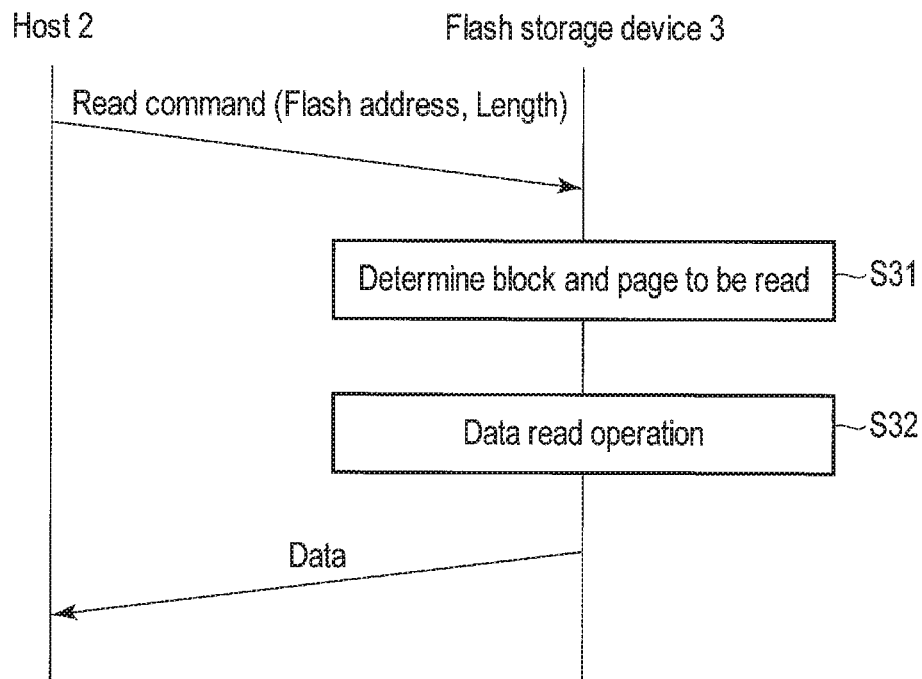 Host 2
Flash storage device 3
Read command (Flash address, Length)
Determine block and page to be read
S31
Data read operation
S32
Data